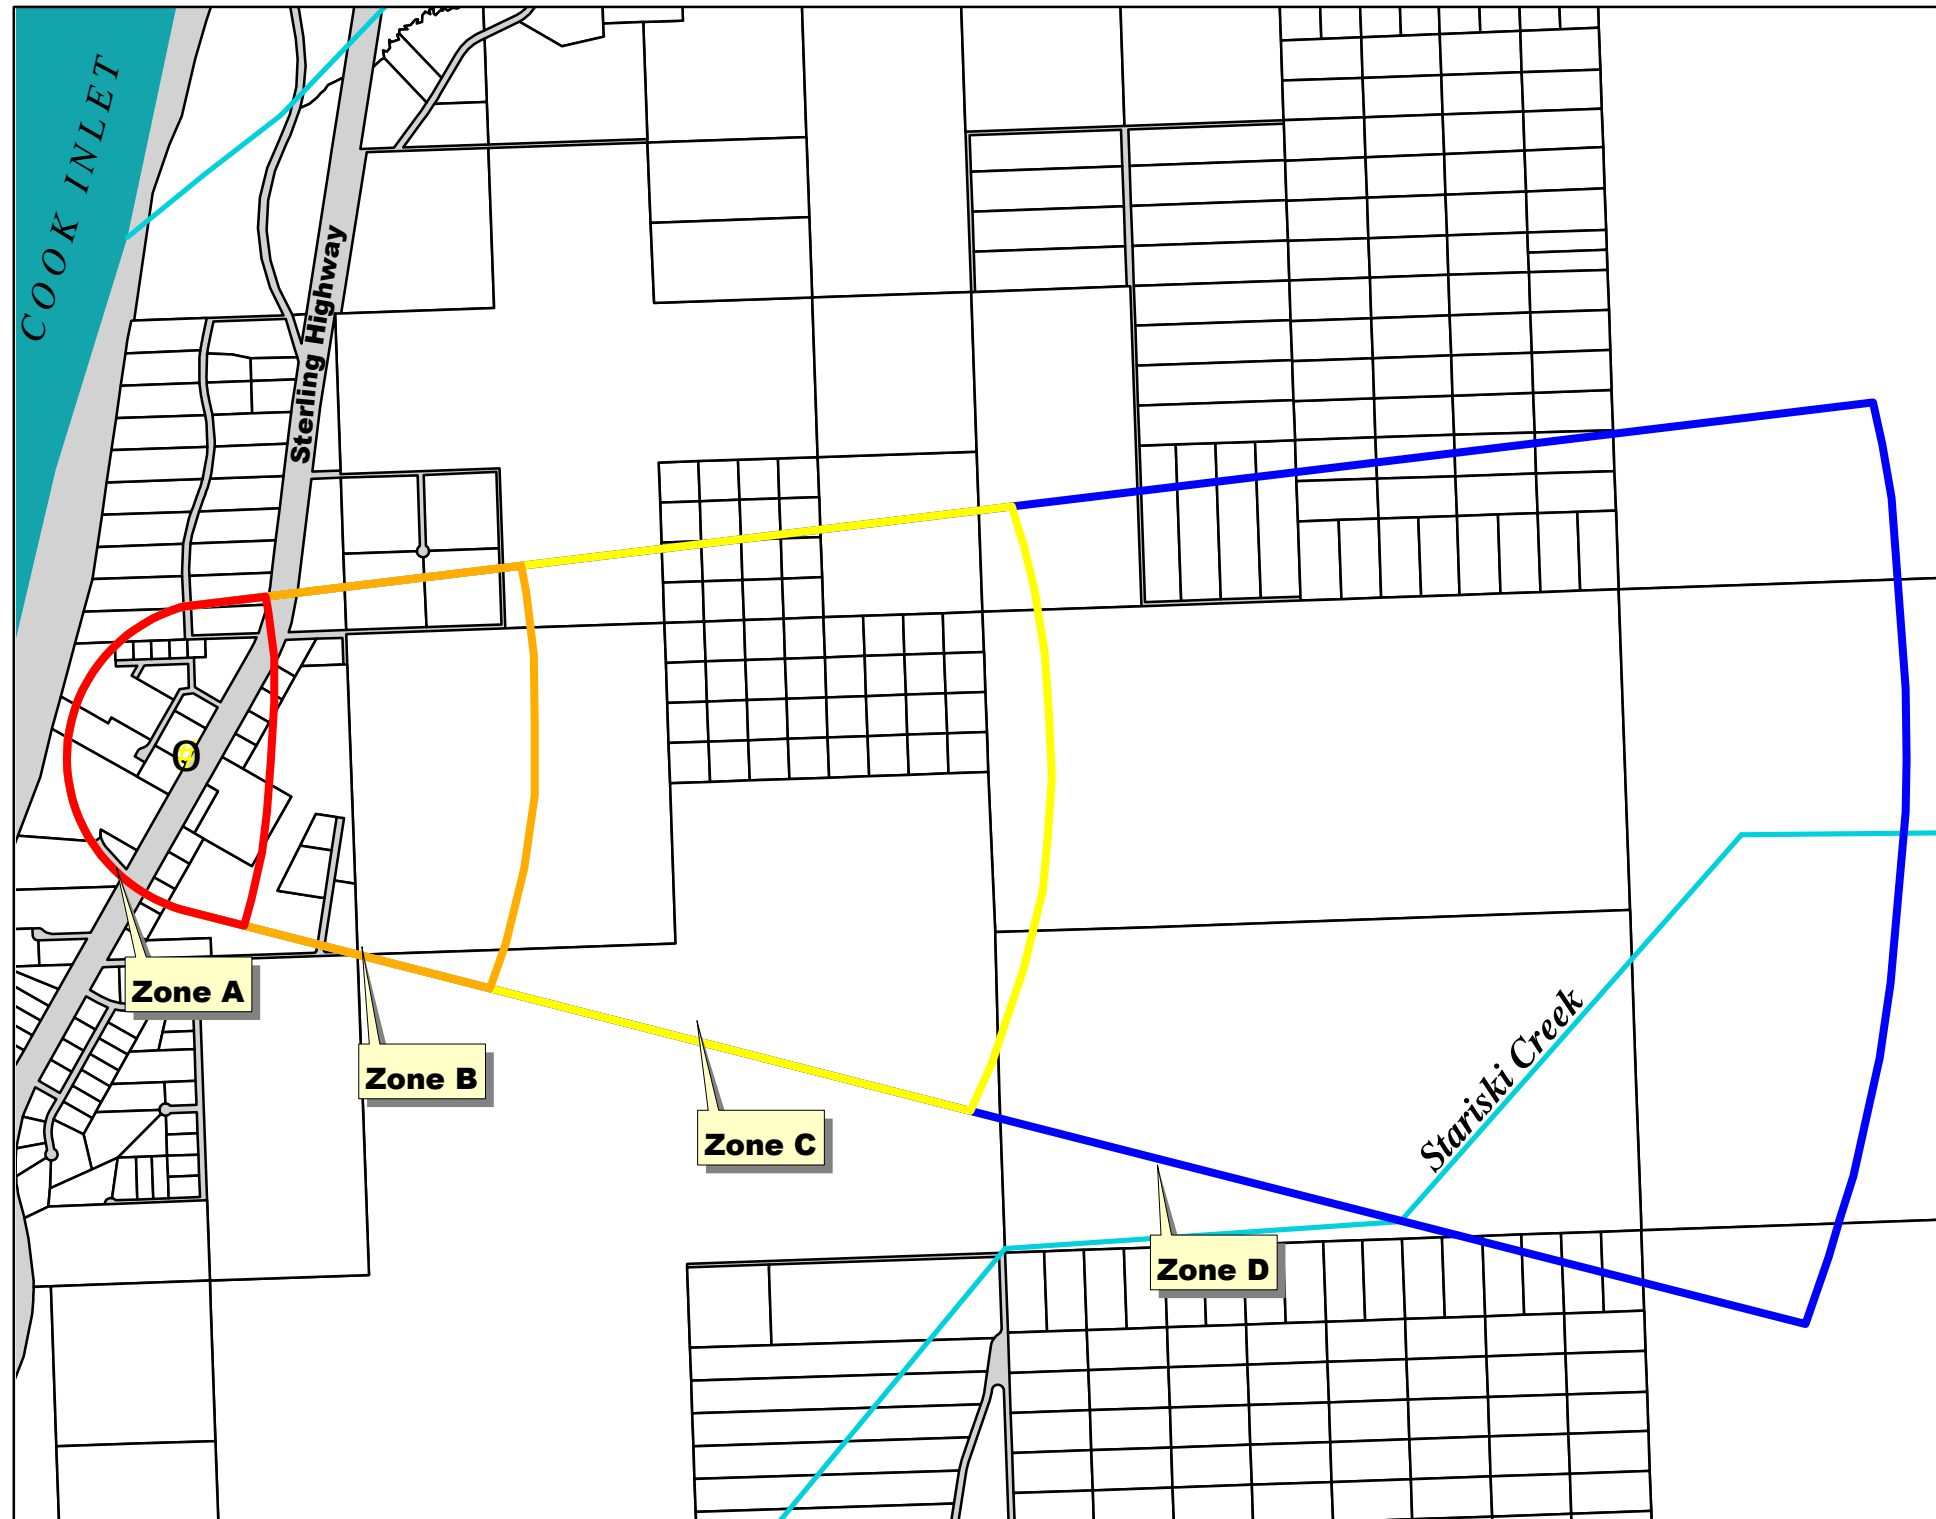 COOK INLET
Sterling Highway
Zone A
Zone B
Zone C
Zone D
Stariski Creek